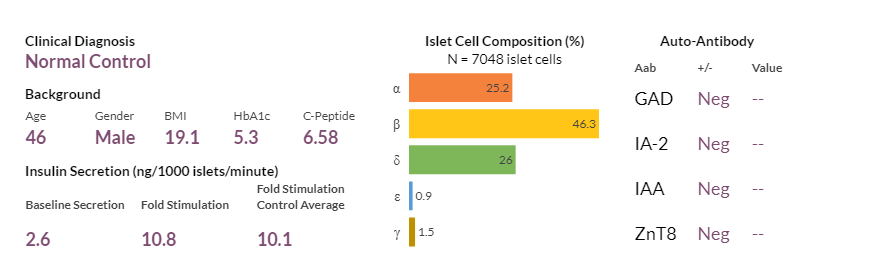 Clinical Diagnosis
Normal Control
Background
Age Gender BMI HbA1c C-Peptide
46 Male 19.1 5.3 6.58
Insulin Secretion (ng/1000 islets/minute)
Baseline Secretion Fold Stimulation Fold Stimulation Control Average
2.6 10.8 10.1
Islet Cell Composition (%)
N = 7048 islet cells
α 25.2
β 46.3
δ 26
ε 0.9
γ 1.5
Auto-Antibody
Aab +/- Value
GAD Neg --
IA-2 Neg --
IAA Neg --
ZnT8 Neg --